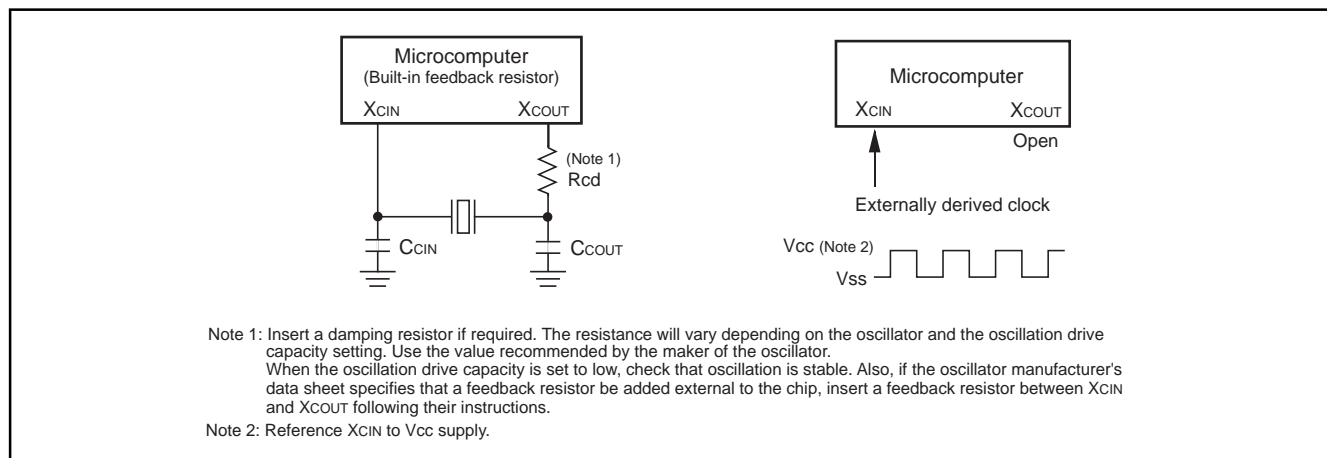 Microcomputer
(Built-in feedback resistor)
XCIN XCOUT
(Note 1)
Rcd
CCIN CCOUT
Microcomputer
XCIN XCOUT
Open
Externally derived clock
Vcc (Note 2)
Vss
Note 1: Insert a damping resistor if required. The resistance will vary depending on the oscillator and the oscillation drive
capacity setting. Use the value recommended by the maker of the oscillator.
When the oscillation drive capacity is set to low, check that oscillation is stable. Also, if the oscillator manufacturer's
data sheet specifies that a feedback resistor be added external to the chip, insert a feedback resistor between XCIN
and XCOUT following their instructions.
Note 2: Reference XCIN to Vcc supply.